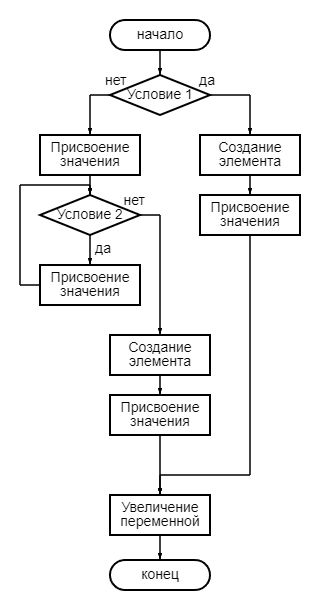 начало
нет
да
Условие 1
Присвоение
значения
Создание
элемента
Присвоение
значения
нет
Условие 2
да
Присвоение
значения
Создание
элемента
Присвоение
значения
Увеличение
переменной
конец